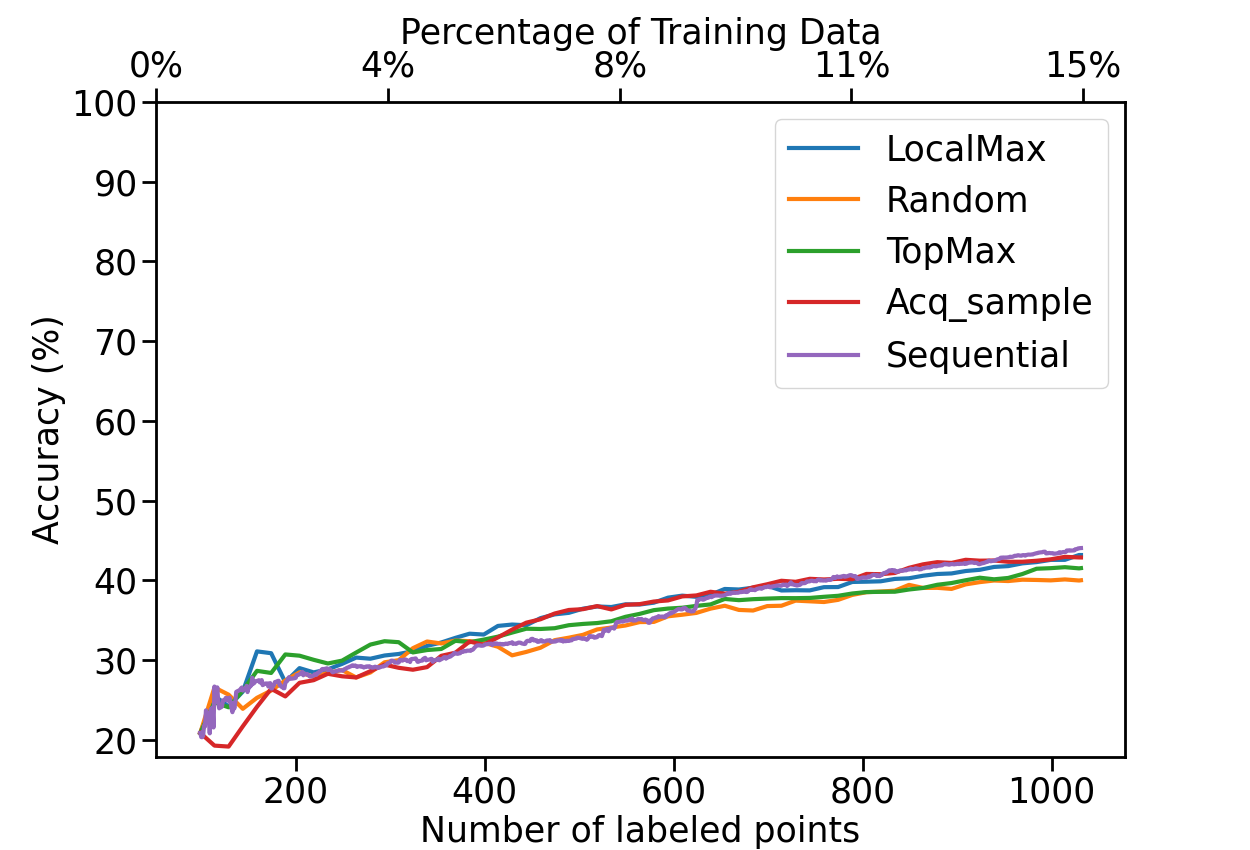 Percentage of Training Data
0% 4% 8% 11% 15%
100
90
80
70
60
50
40
30
20
Accuracy (%)
LocalMax
Random
TopMax
Acq_sample
Sequential
200 400 600 800 1000
Number of labeled points